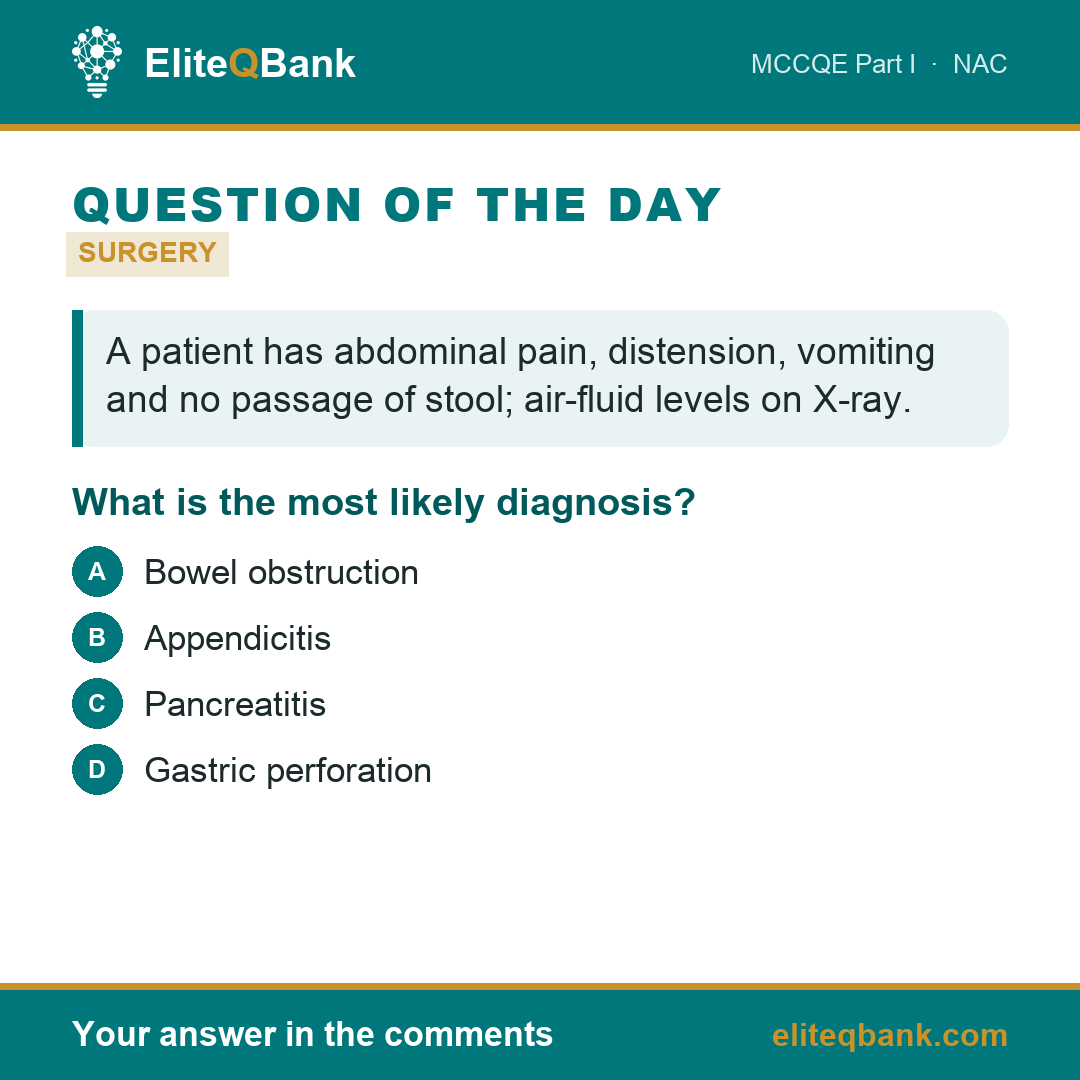 EliteQBank
MCCQE Part I · NAC
QUESTION OF THE DAY
SURGERY
A patient has abdominal pain, distension, vomiting
and no passage of stool; air-fluid levels on X-ray.
What is the most likely diagnosis?
A Bowel obstruction
B Appendicitis
C Pancreatitis
D Gastric perforation
Your answer in the comments
eliteqbank.com